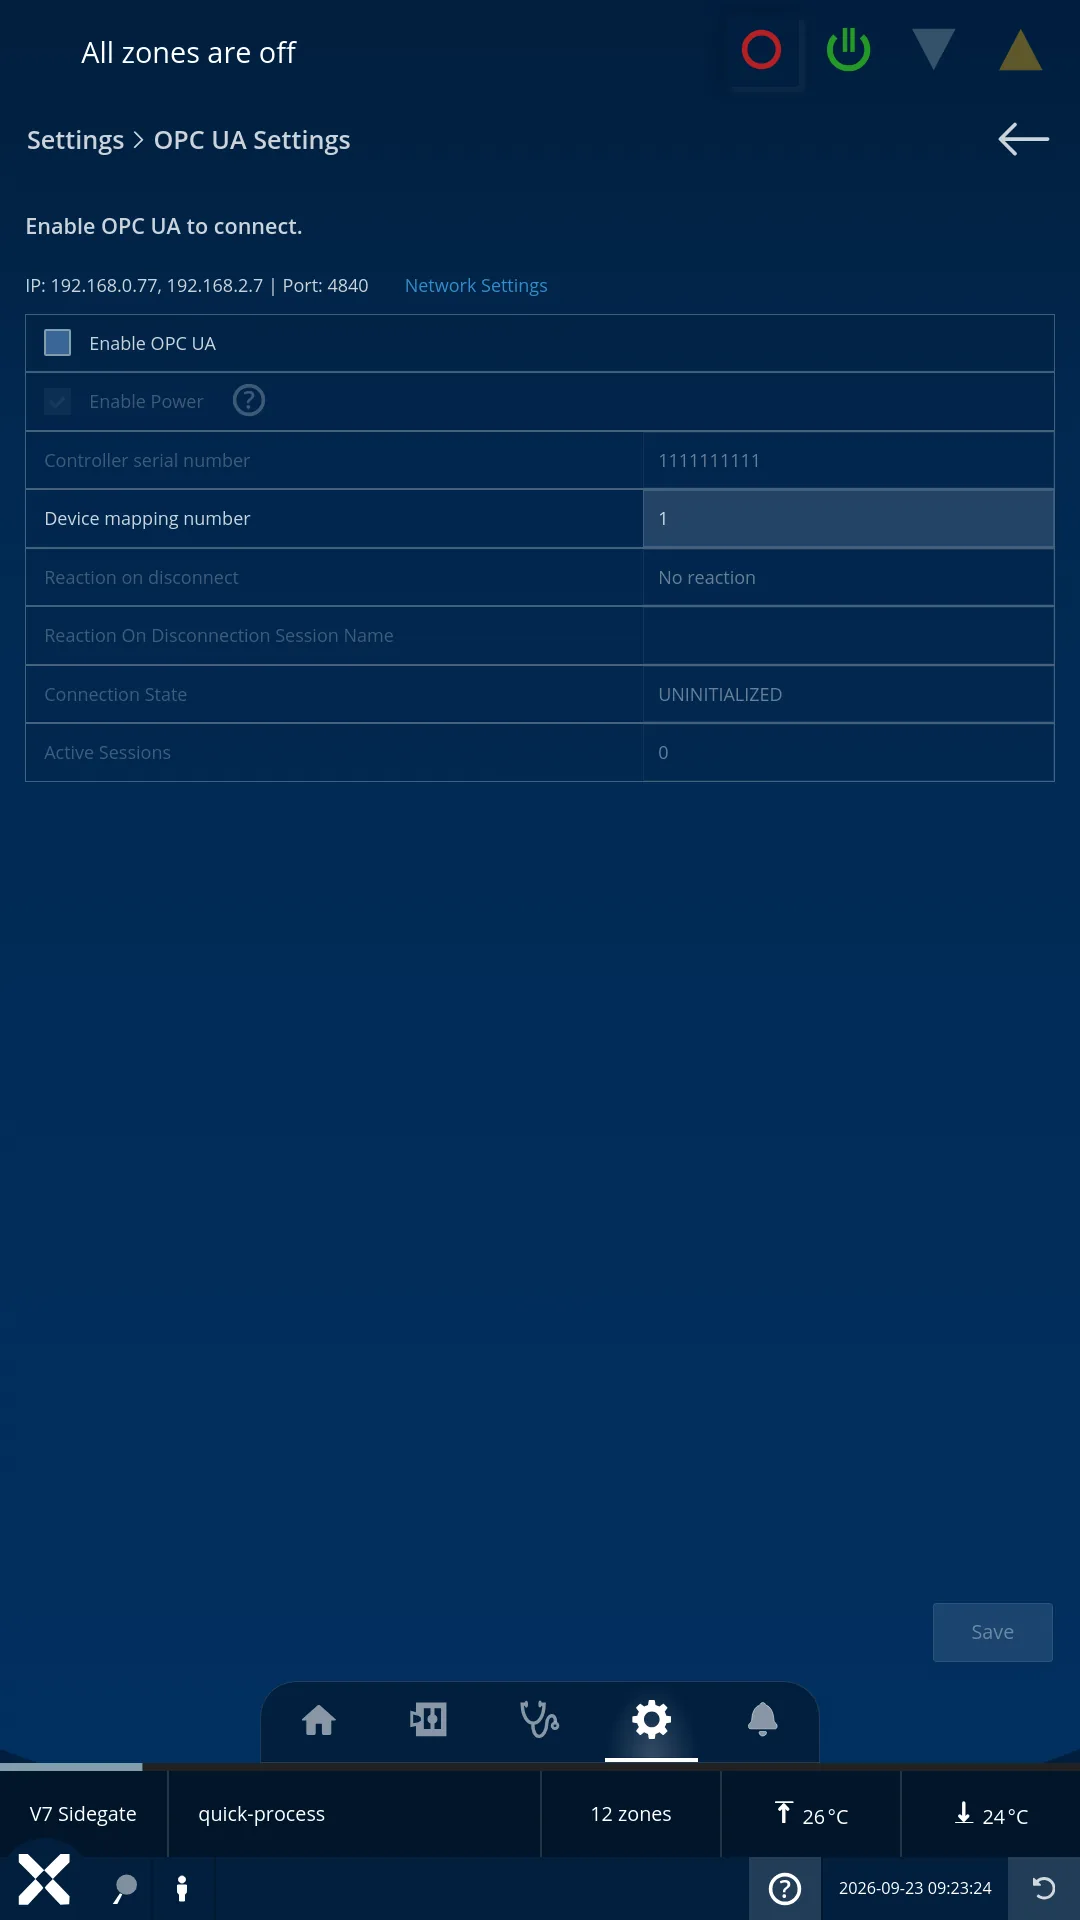 All zones are off
Settings > OPC UA Settings
Enable OPC UA to connect.
IP: 192.168.0.77, 192.168.2.7 | Port: 4840 Network Settings
Enable OPC UA
Enable Power ?
Controller serial number 1111111111
Device mapping number 1
Reaction on disconnect No reaction
Reaction On Disconnection Session Name
Connection State UNINITIALIZED
Active Sessions 0
Save
V7 Sidegate quick-process 12 zones 26°C 24°C
? 2026-09-23 09:23:24